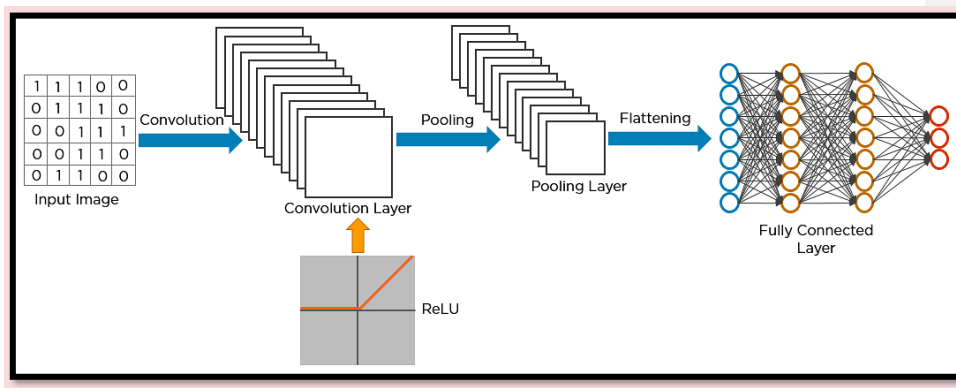 1 1 1 0 0
0 1 1 1 0
0 0 1 1 1
0 0 1 1 0
0 1 1 0 0
Input Image
Convolution
Convolution Layer
ReLU
Pooling
Pooling Layer
Flattening
Fully Connected
Layer